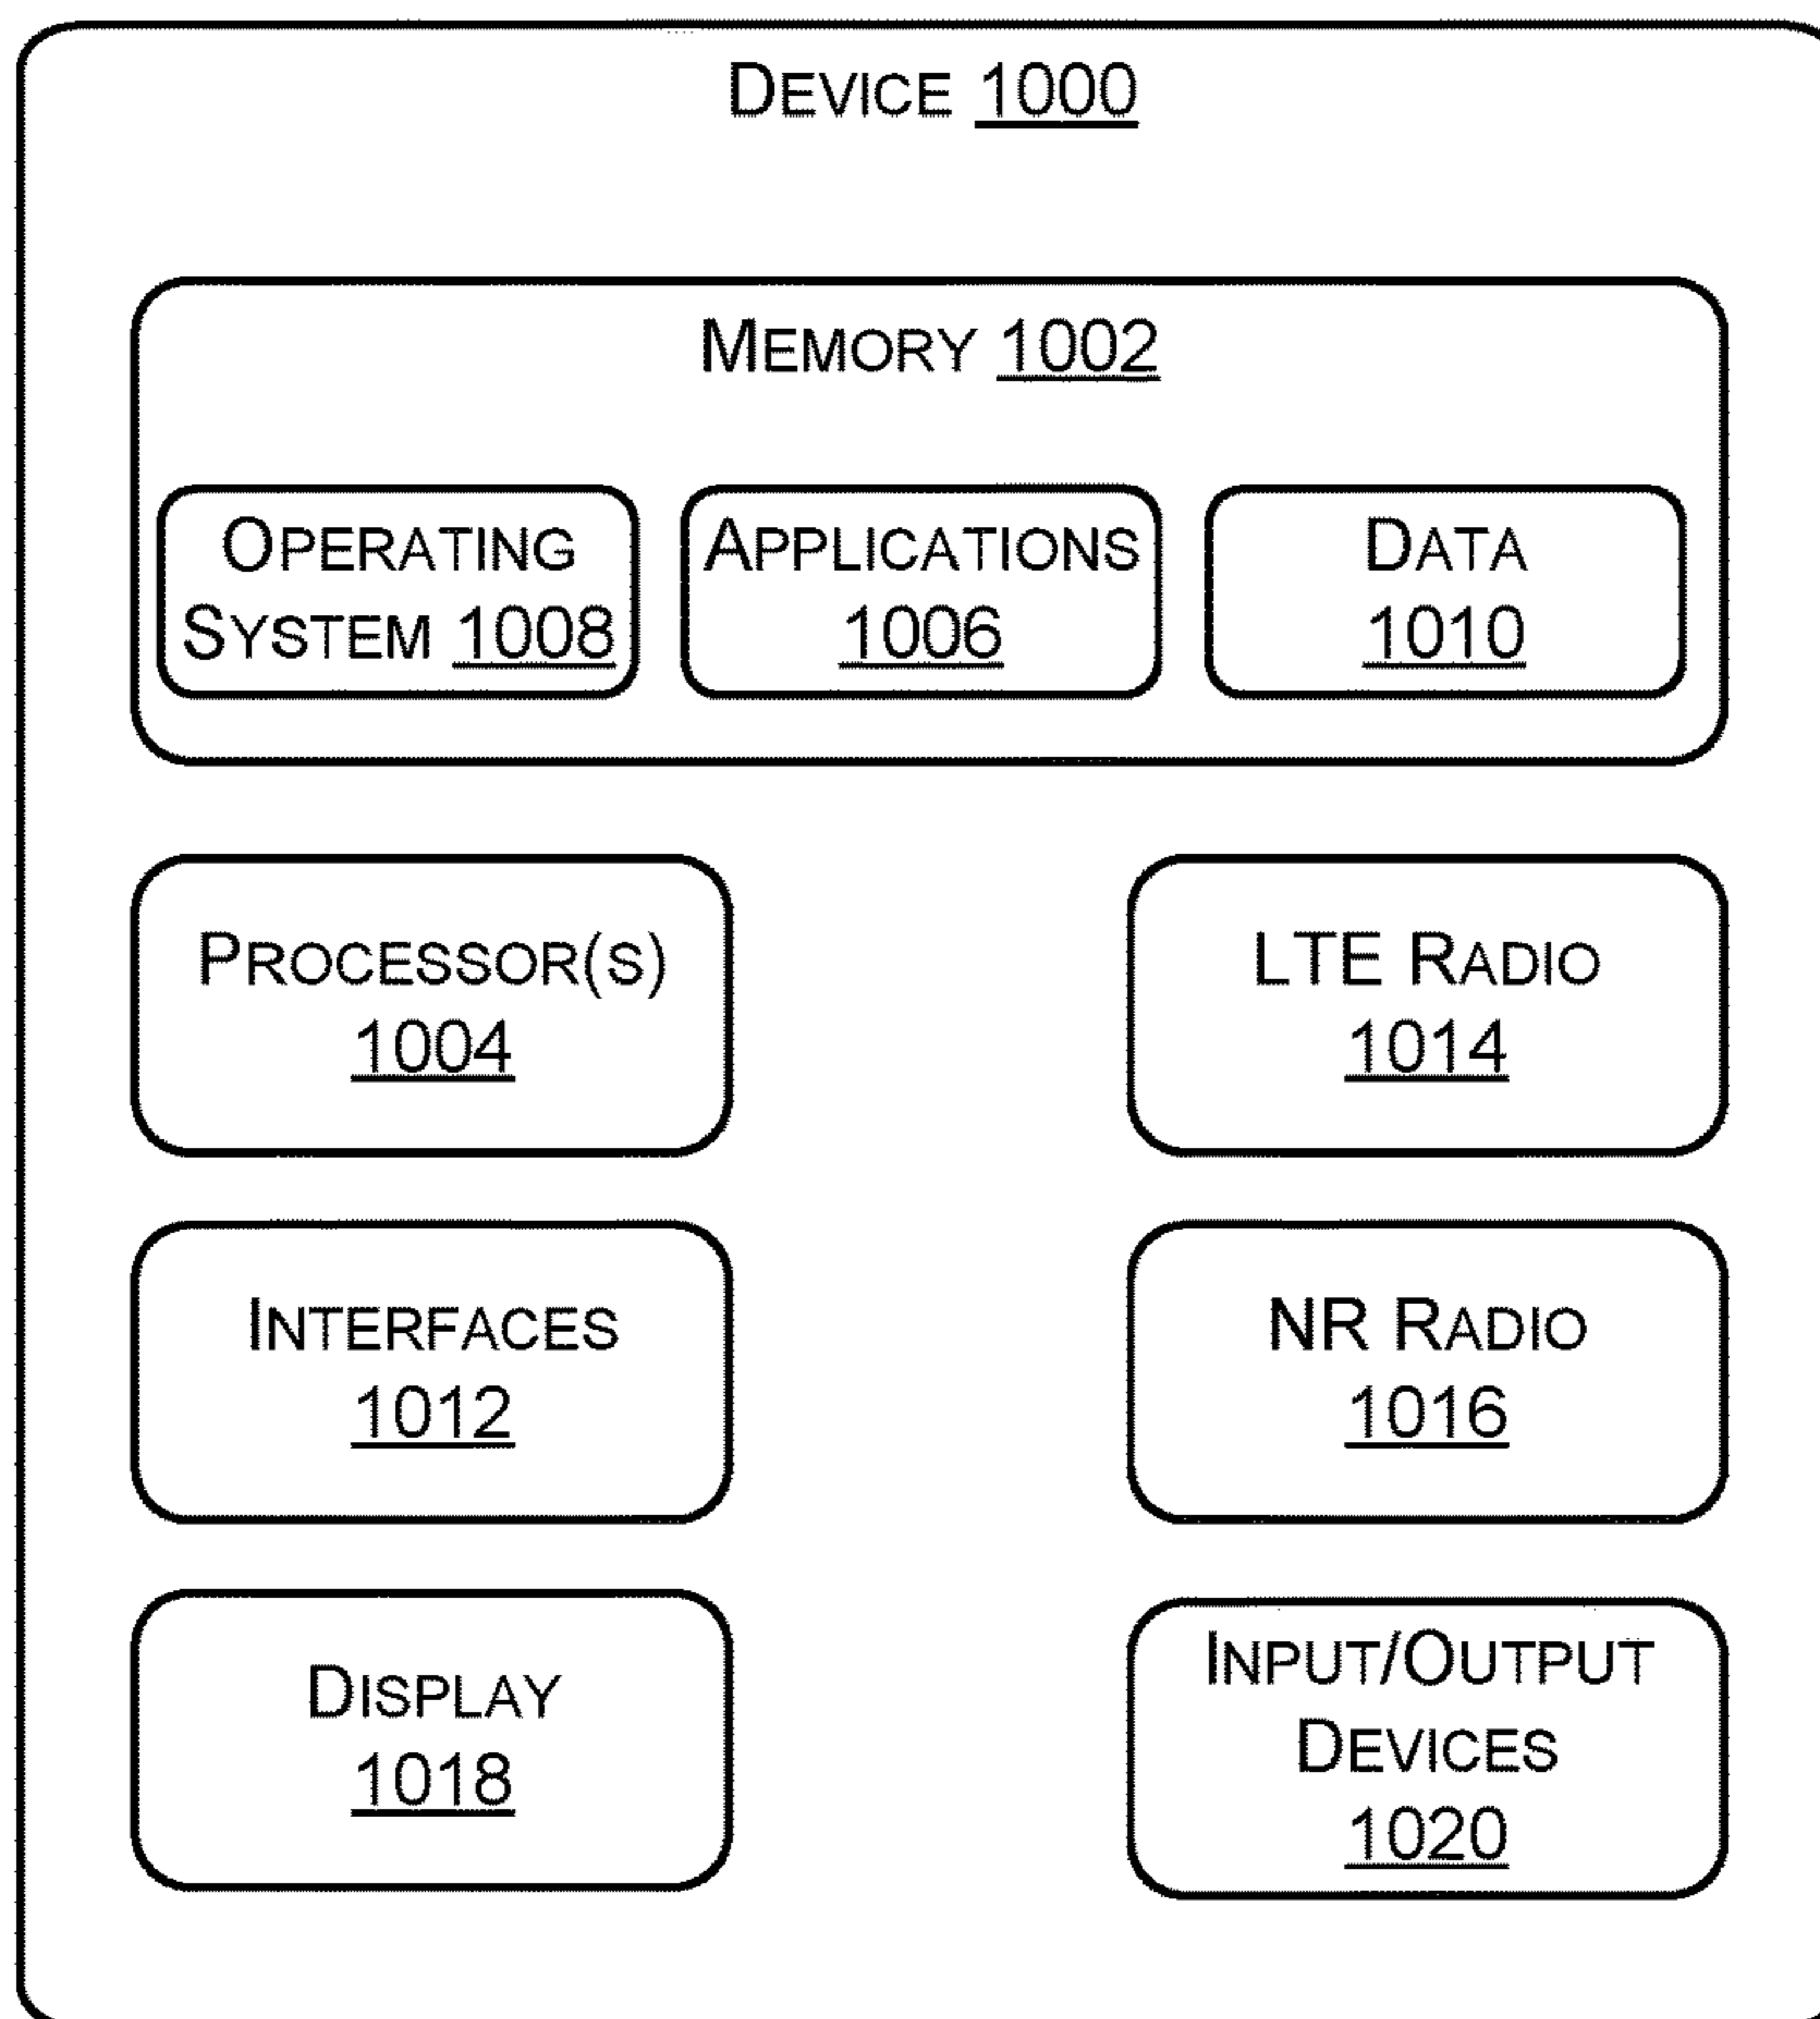 DEVICE 1000
MEMORY 1002
OPERATING
SYSTEM 1008
APPLICATIONS
1006
DATA
1010
PROCESSOR(S)
1004
LTE RADIO
1014
INTERFACES
1012
NR RADIO
1016
DISPLAY
1018
INPUT/OUTPUT
DEVICES
1020